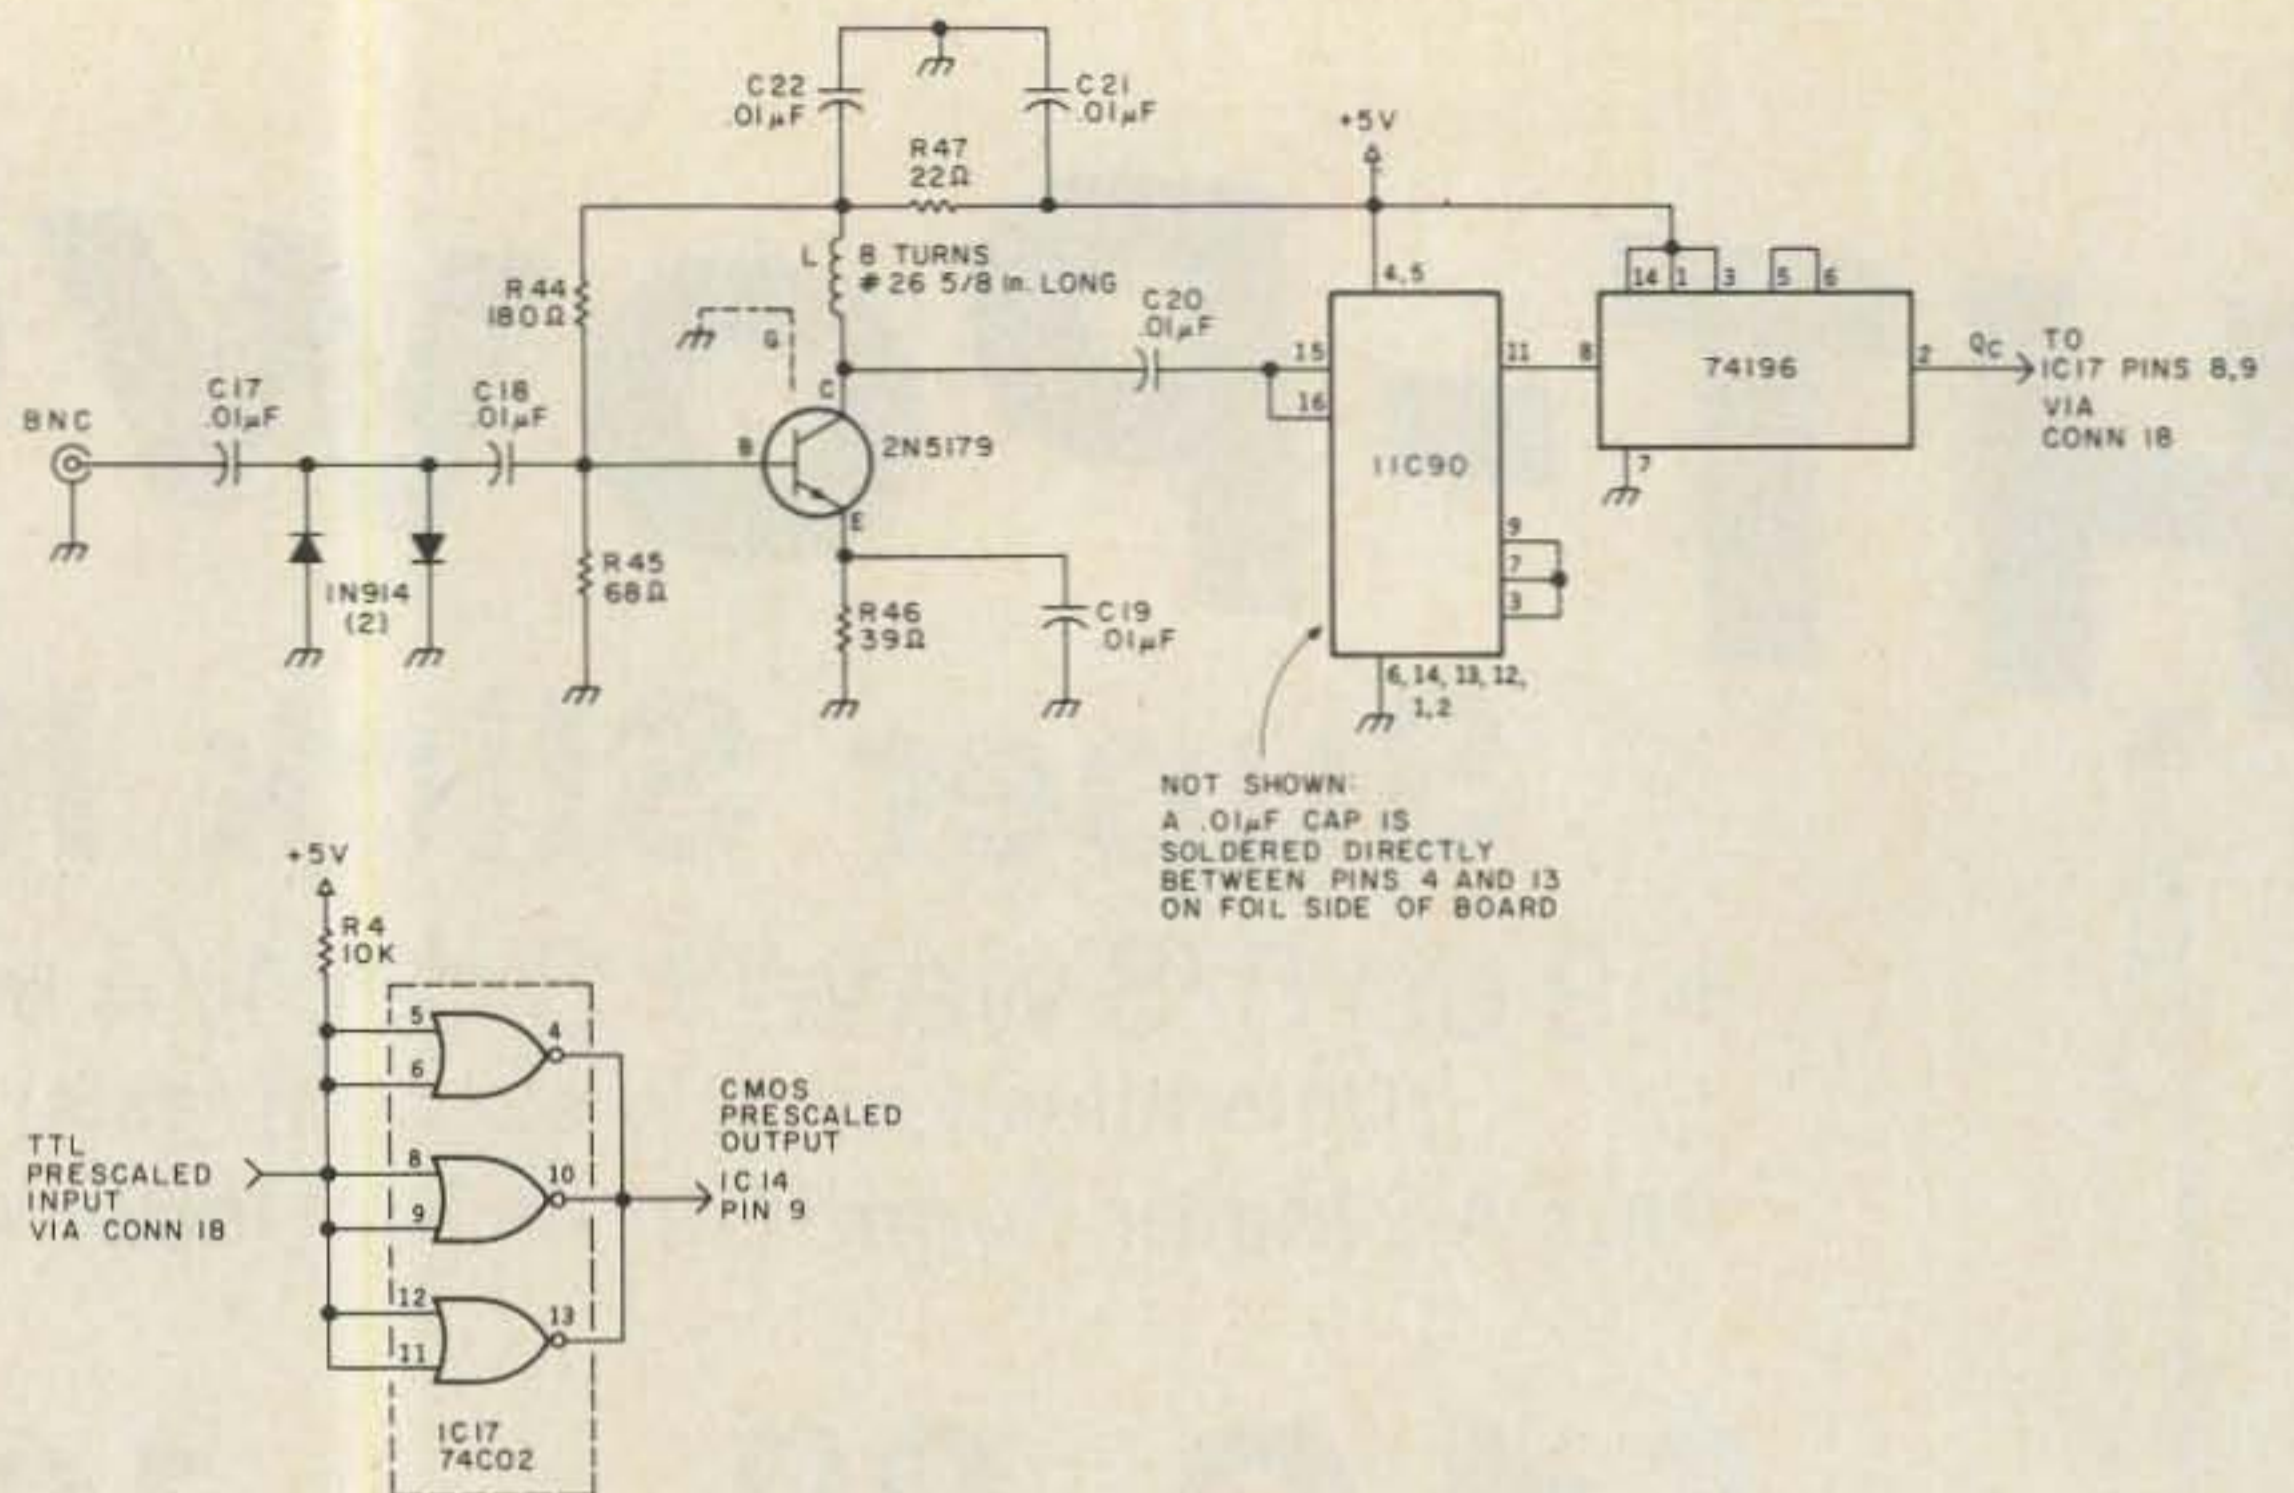 C22
.01µF
C21
.01µF
+5V
R47
22Ω
L 8 TURNS
#26 5/8 In. LONG
R44
180Ω
G
C20
.01µF
4,5
14
1
3
5
6
15
16
11
8
74196
2
QC
TO
IC17 PINS 8,9
VIA
CONN 18
7
BNC
C17
.01µF
C18
.01µF
B
C
E
2N5179
11C90
9
7
3
1N914
(2)
R45
68Ω
R46
39Ω
C19
.01µF
6, 14, 13, 12,
1,2
NOT SHOWN:
A .01µF CAP IS
SOLDERED DIRECTLY
BETWEEN PINS 4 AND 13
ON FOIL SIDE OF BOARD
+5V
R4
10K
5
6
4
8
9
10
12
11
13
TTL
PRESCALED
INPUT
VIA CONN 18
CMOS
PRESCALED
OUTPUT
IC14
PIN 9
IC17
74C02